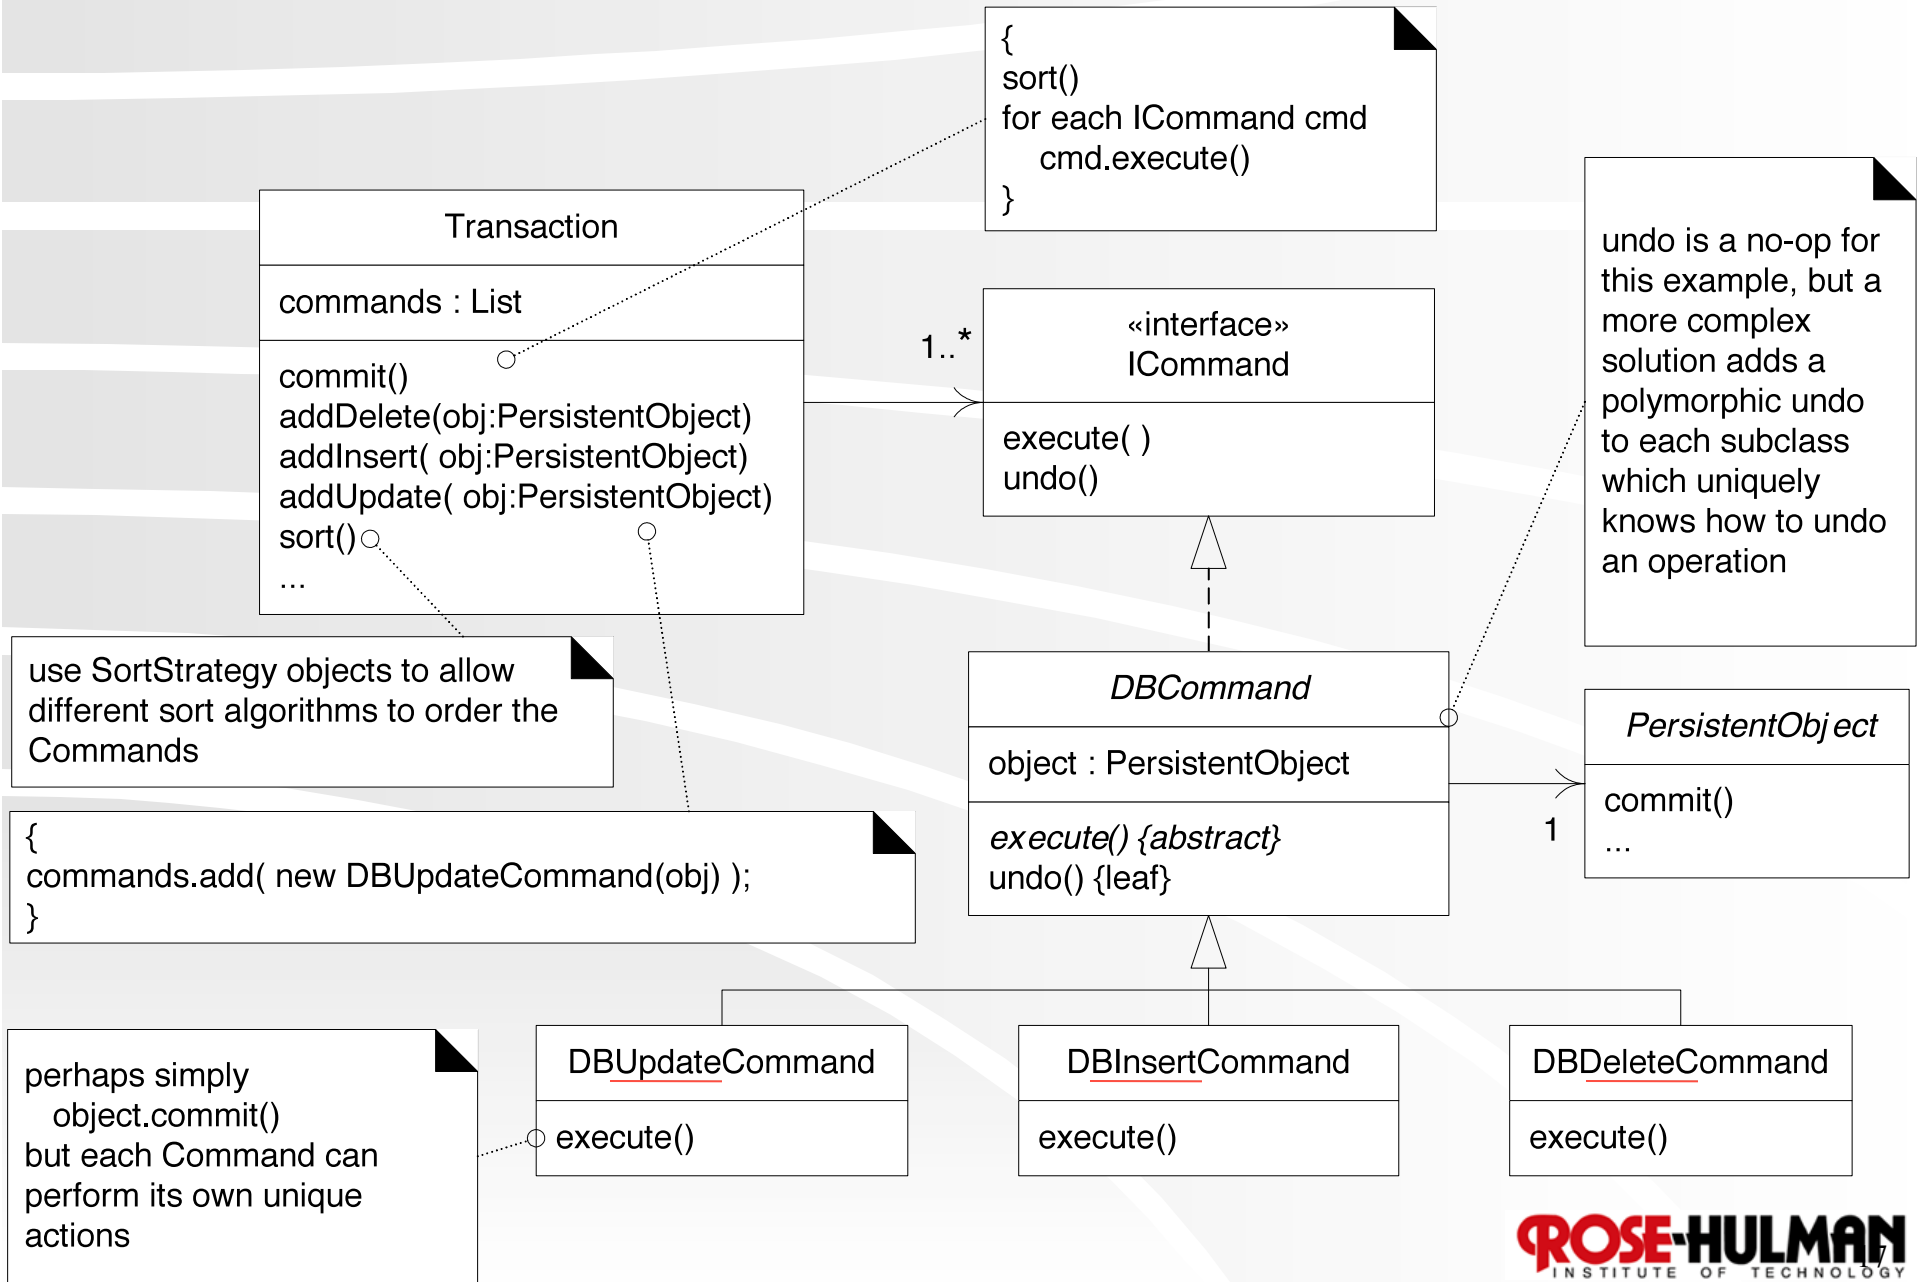 {
sort()
for each ICommand cmd
cmd.execute()
}
Transaction
commands : List
commit()
addDelete(obj:PersistentObject)
addInsert( obj:PersistentObject)
addUpdate( obj:PersistentObject)
sort()
...
1..*
«interface»
ICommand
execute( )
undo()
undo is a no-op for
this example, but a
more complex
solution adds a
polymorphic undo
to each subclass
which uniquely
knows how to undo
an operation
use SortStrategy objects to allow
different sort algorithms to order the
Commands
{
commands.add( new DBUpdateCommand(obj) );
}
DBCommand
object : PersistentObject
execute() {abstract}
undo() {leaf}
1
PersistentObject
commit()
...
perhaps simply
object.commit()
but each Command can
perform its own unique
actions
DBUpdateCommand
execute()
DBInsertCommand
execute()
DBDeleteCommand
execute()
ROSE-HULMAN
INSTITUTE OF TECHNOLOGY
17